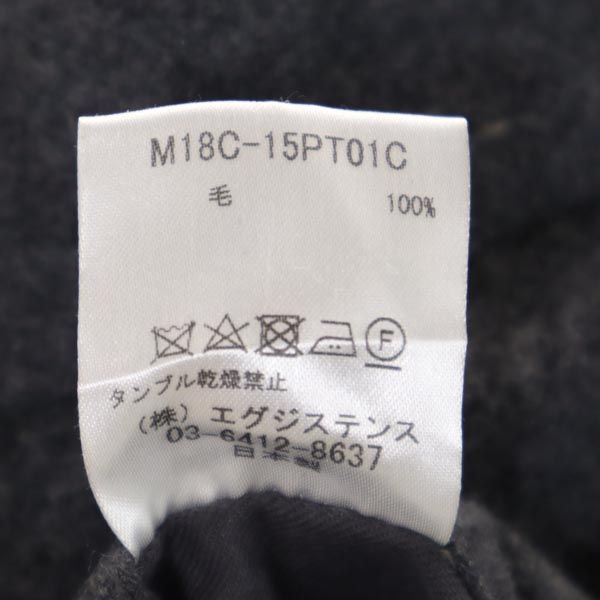 M18C-15PT01C
毛 100%
F
タンブル乾燥禁止
(株) エグジステンス
03-6412-8637
日本製